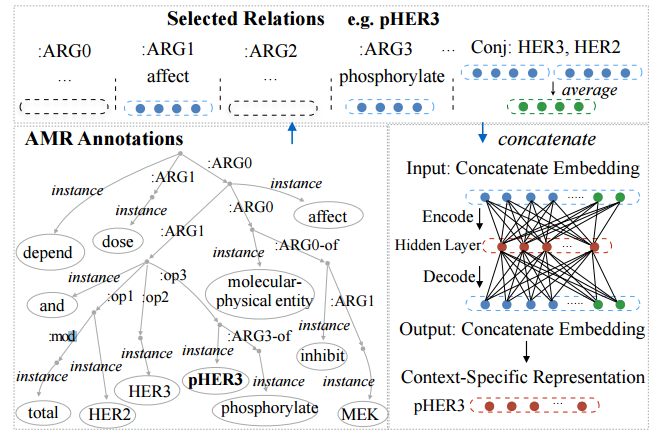 Selected Relations e.g. pHER3
:ARG0 :ARG1 :ARG2 :ARG3 ... Conj: HER3, HER2
... affect ... phosphorylate
average
AMR Annotations
:ARG0
instance :ARG1 instance
instance :ARG0 affect
depend dose :ARG1 :ARG0-of
instance :op3 instance
and :op1 :op2 molecular-
physical entity :ARG1
:mod instance :ARG3-of instance
instance instance pHER3 inhibit
instance instance instance
total HER2 HER3 phosphorylate MEK
concatenate
Input: Concatenate Embedding
......
Encode
Hidden Layer ...
Decode
......
Output: Concatenate Embedding
Context-Specific Representation
pHER3 ...